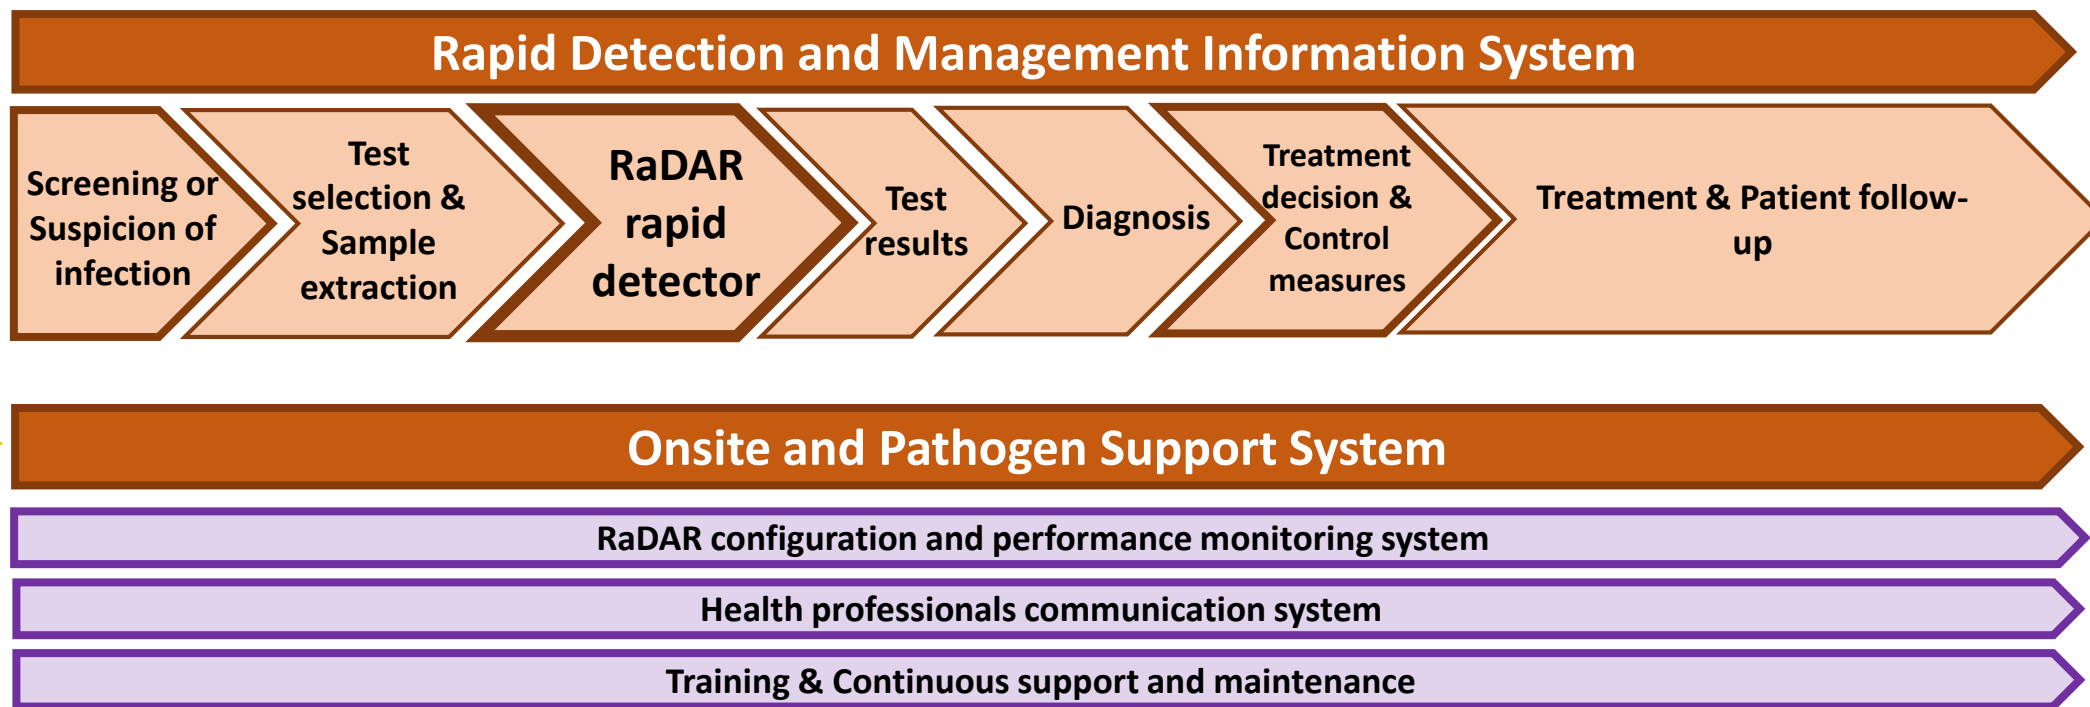 Rapid Detection and Management Information System
Screening or
Suspicion of
infection
Test
selection &
Sample
extraction
RaDAR
rapid
detector
Test
results
Diagnosis
Treatment
decision &
Control
measures
Treatment & Patient follow-
up
Onsite and Pathogen Support System
RaDAR configuration and performance monitoring system
Health professionals communication system
Training & Continuous support and maintenance